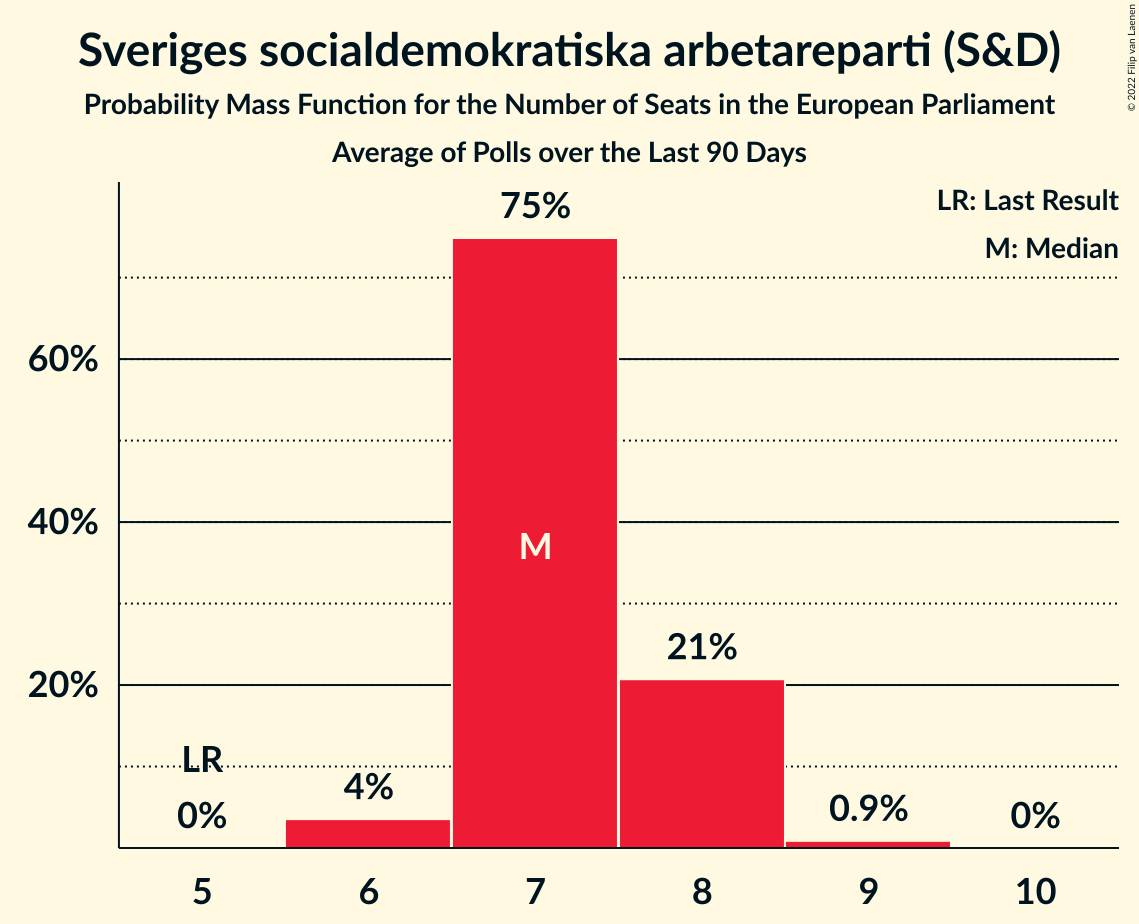 Sveriges socialdemokratiska arbetareparti (S&D)
Probability Mass Function for the Number of Seats in the European Parliament
Average of Polls over the Last 90 Days
© 2022 Filip van Laenen
LR: Last Result
M: Median
75%
60%
40%
M
21%
20%
LR
4%
0%
0.9%
0%
5 6 7 8 9 10